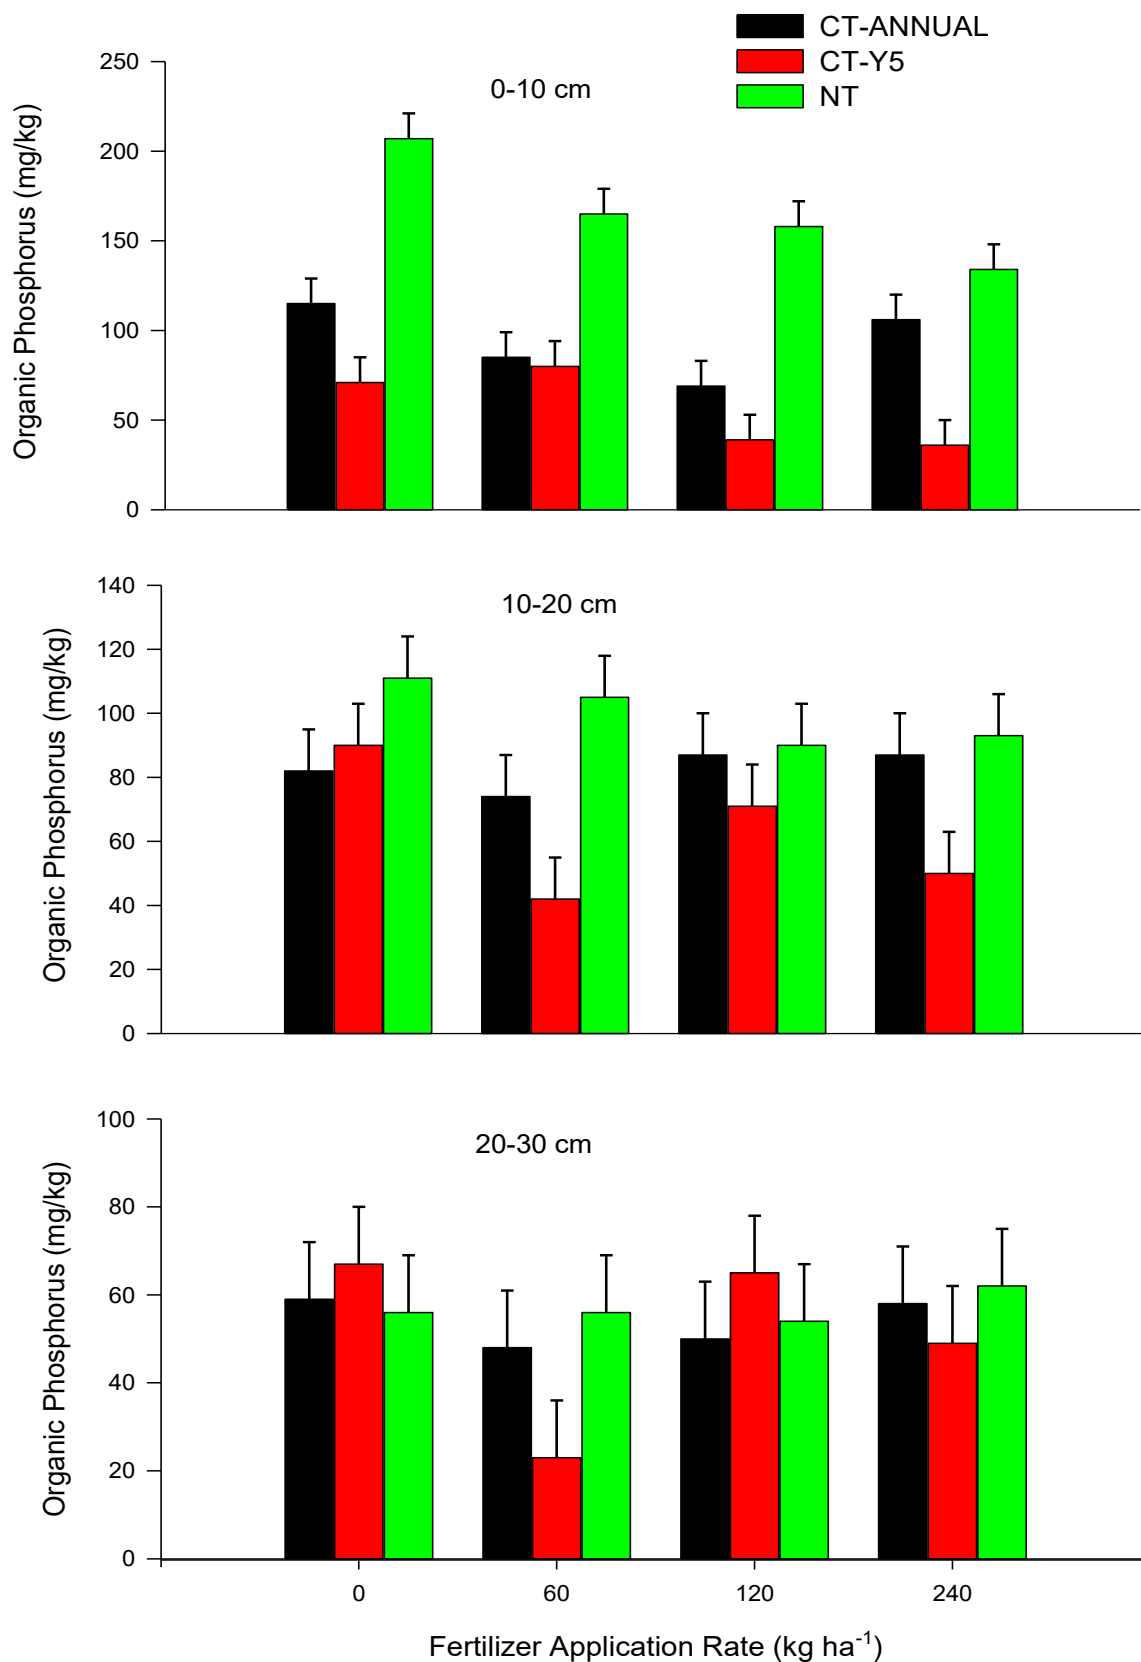 CT-ANNUAL
CT-Y5
NT
0-10 cm
Organic Phosphorus (mg/kg)
250
200
150
100
50
0
10-20 cm
Organic Phosphorus (mg/kg)
140
120
100
80
60
40
20
0
20-30 cm
Organic Phosphorus (mg/kg)
100
80
60
40
20
0
0 60 120 240
Fertilizer Application Rate (kg ha⁻¹)